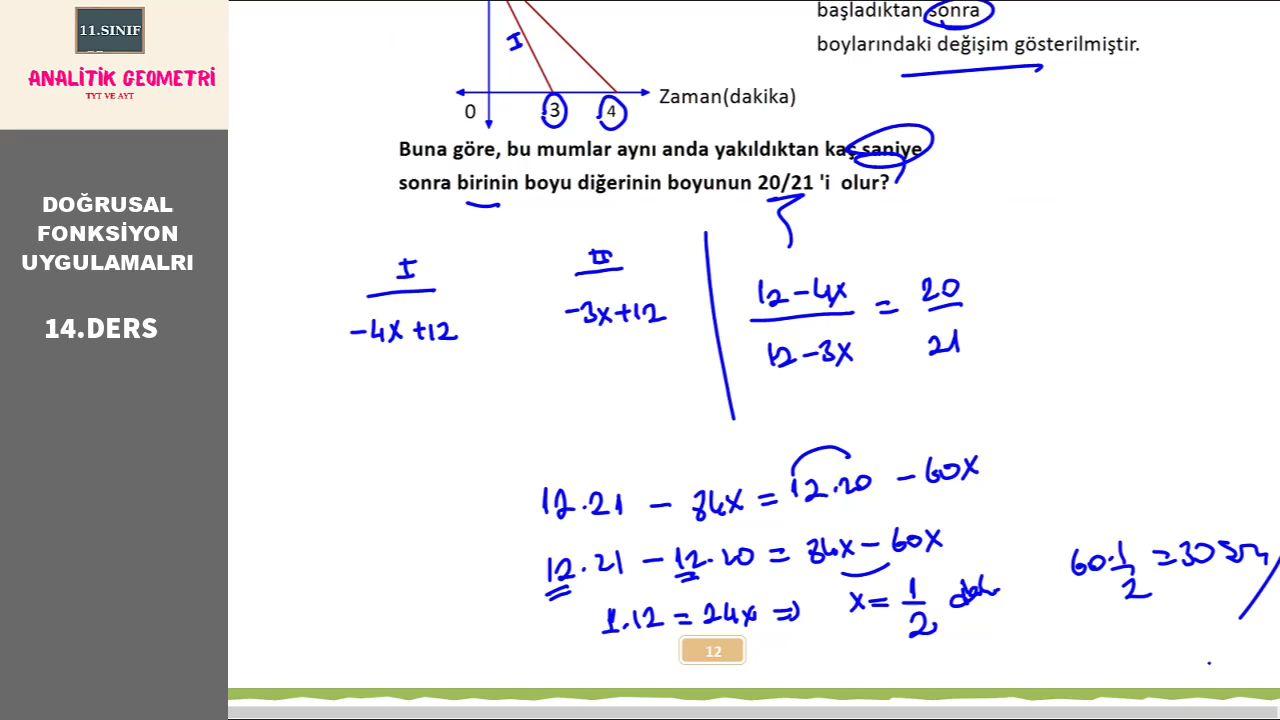 11.SINIF
ANALİTİK GEOMETRİ
TYT VE AYT
DOĞRUSAL
FONKSİYON
UYGULAMALRI
14.DERS
başladıktan sonra
boylarındaki değişim gösterilmiştir.
I
0 3 4 Zaman(dakika)
Buna göre, bu mumlar aynı anda yakıldıktan kaç saniye
sonra birinin boyu diğerinin boyunun 20/21 'i olur?
I II
-4x+12 -3x+12
12-4x / 12-3x = 20 / 21
12.21 - 84x = 12.20 - 60x
12.21 - 12.20 = 84x - 60x
1.12 = 24x ⇒ x = 1/2 dak
60.1/2 = 30 sn
12